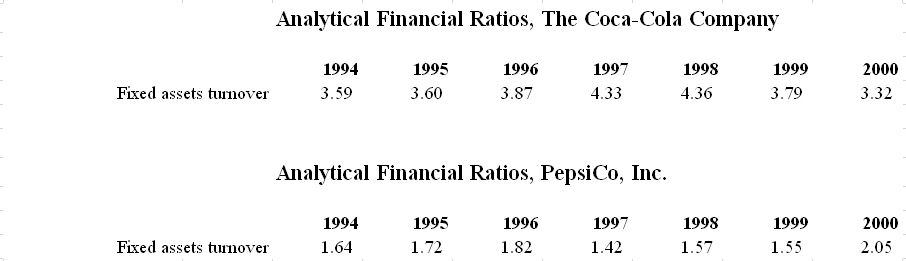 Analytical Financial Ratios, The Coca-Cola Company
1994 1995 1996 1997 1998 1999 2000
Fixed assets turnover 3.59 3.60 3.87 4.33 4.36 3.79 3.32
Analytical Financial Ratios, PepsiCo, Inc.
1994 1995 1996 1997 1998 1999 2000
Fixed assets turnover 1.64 1.72 1.82 1.42 1.57 1.55 2.05